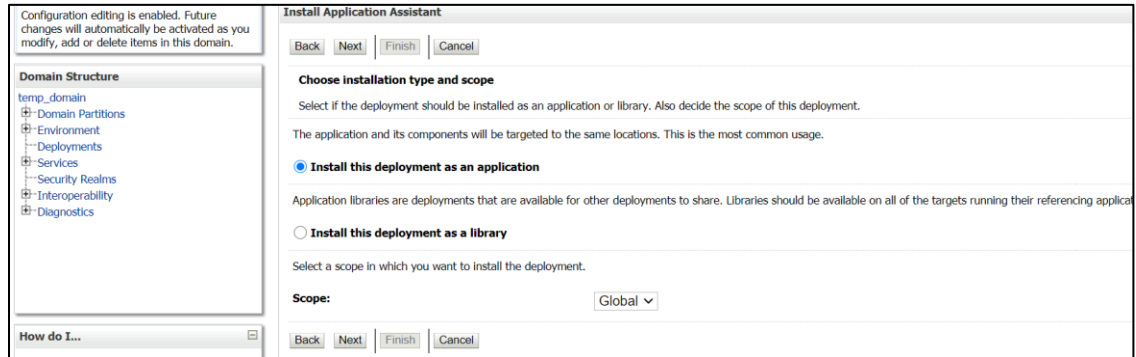 Configuration editing is enabled. Future
changes will automatically be activated as you
modify, add or delete items in this domain.
Domain Structure
temp_domain
Domain Partitions
Environment
Deployments
Services
Security Realms
Interoperability
Diagnostics
How do I...
Install Application Assistant
Back Next Finish Cancel
Choose installation type and scope
Select if the deployment should be installed as an application or library. Also decide the scope of this deployment.
The application and its components will be targeted to the same locations. This is the most common usage.
Install this deployment as an application
Application libraries are deployments that are available for other deployments to share. Libraries should be available on all of the targets running their referencing
Install this deployment as a library
Select a scope in which you want to install the deployment.
Scope: Global
Back Next Finish Cancel